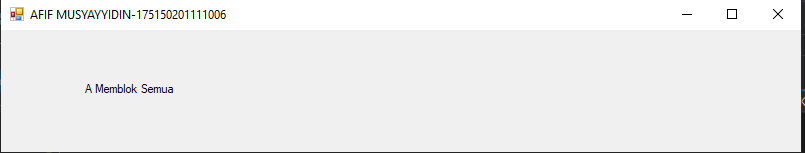 AFIF MUSYAYYIDIN-175150201111006
A Memblok Semua